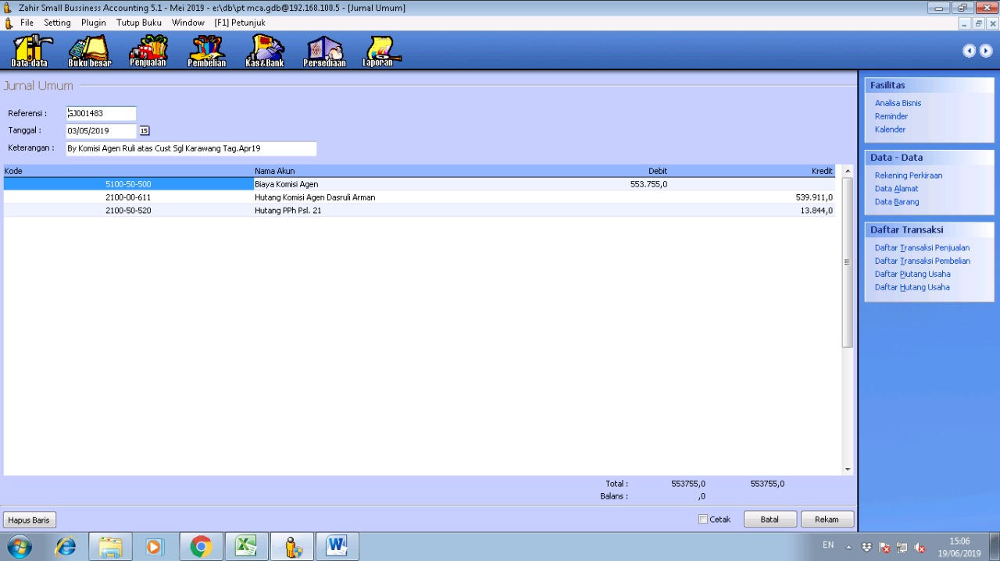 Zahir Small Bussiness Accounting 5.1 - Mei 2019 - e:\db\pt mca.gdb@192.168.100.5 - [Jurnal Umum]
File Setting Plugin Tutup Buku Window [F1] Petunjuk
Data-data Buku besar Penjualan Pembelian Kas&Bank Persediaan Laporan
Jurnal Umum
Referensi : GJ001483
Tanggal : 03/05/2019 15
Keterangan : By Komisi Agen Ruli atas Cust Sgl Karawang Tag.Apr19
Kode Nama Akun Debit Kredit
5100-50-500 Biaya Komisi Agen 553.755,0
2100-00-611 Hutang Komisi Agen Dasruli Arman 539.911,0
2100-50-520 Hutang PPh Psl. 21 13.844,0
Total : 553755,0 553755,0
Balans : ,0
Hapus Baris Cetak Batal Rekam
Fasilitas
Analisa Bisnis
Reminder
Kalender
Data - Data
Rekening Perkiraan
Data Alamat
Data Barang
Daftar Transaksi
Daftar Transaksi Penjualan
Daftar Transaksi Pembelian
Daftar Piutang Usaha
Daftar Hutang Usaha
EN 15:06
19/06/2019